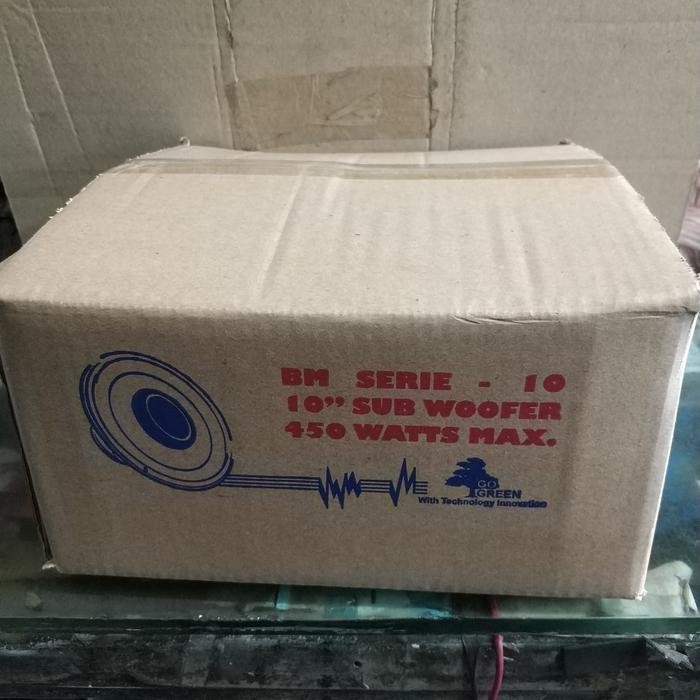 BM SERIE - 10
10" SUB WOOFER
450 WATTS MAX.
GO
GREEN
With Technology Innovation